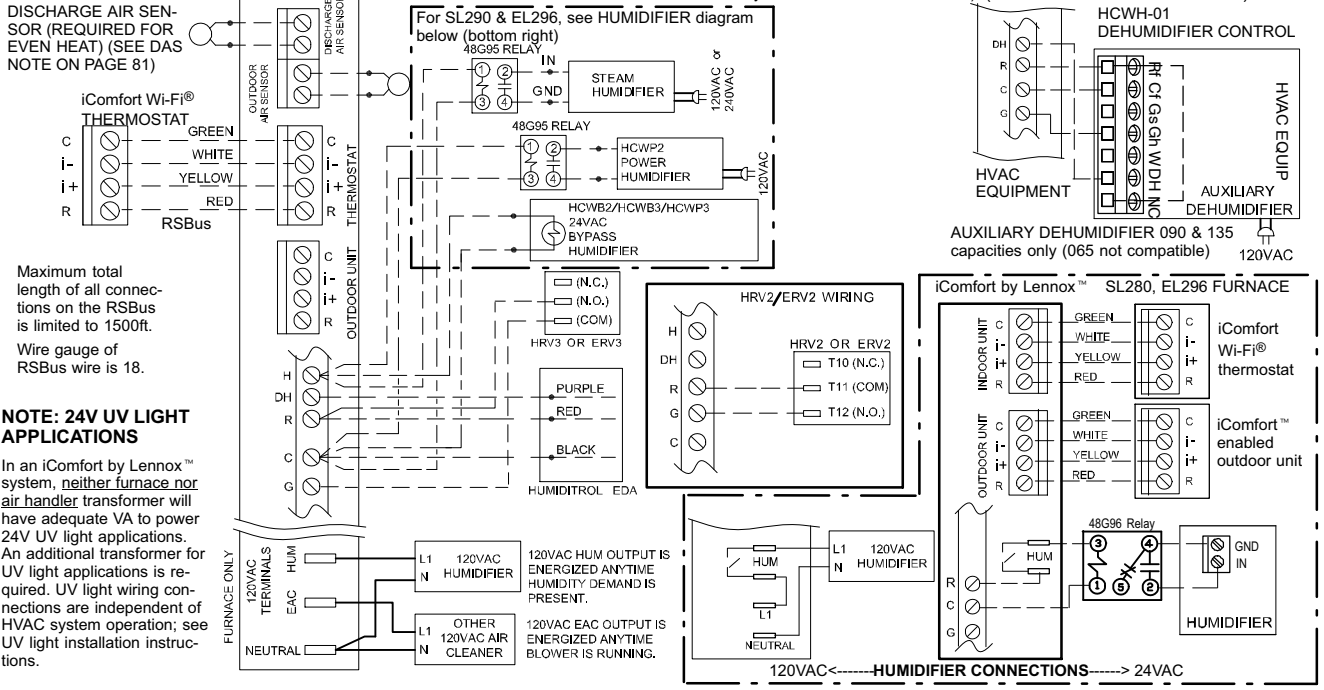 DISCHARGE AIR SEN-
SOR (REQUIRED FOR
EVEN HEAT) (SEE DAS
NOTE ON PAGE 81)
DISCHARGE
AIR SENSOR
OUTDOOR
AIR SENSOR
iComfort Wi-Fi®
THERMOSTAT
C
i-
i+
R
GREEN
WHITE
YELLOW
RED
RSBus
C
i-
i+
R
THERMOSTAT
Maximum total
length of all connec-
tions on the RSBus
is limited to 1500ft.
Wire gauge of
RSBus wire is 18.
C
i-
i+
R
OUTDOOR UNIT
H
DH
R
C
G
NOTE: 24V UV LIGHT
APPLICATIONS
In an iComfort by Lennox™
system, neither furnace nor
air handler transformer will
have adequate VA to power
24V UV light applications.
An additional transformer for
UV light applications is re-
quired. UV light wiring con-
nections are independent of
HVAC system operation; see
UV light installation instruc-
tions.
FURNACE ONLY
120VAC
TERMINALS
HUM
EAC
NEUTRAL
L1
N
120VAC
HUMIDIFIER
120VAC HUM OUTPUT IS
ENERGIZED ANYTIME
HUMIDITY DEMAND IS
PRESENT.
L1
N
OTHER
120VAC AIR
CLEANER
120VAC EAC OUTPUT IS
ENERGIZED ANYTIME
BLOWER IS RUNNING.
For SL290 & EL296, see HUMIDIFIER diagram
below (bottom right)
48G95 RELAY
1
2
3
4
IN
GND
STEAM
HUMIDIFIER
120VAC or
240VAC
48G95 RELAY
1
2
3
4
HCWP2
POWER
HUMIDIFIER
120VAC
HCWB2/HCWB3/HCWP3
24VAC
BYPASS
HUMIDIFIER
(N.C.)
(N.O.)
(COM)
HRV3 OR ERV3
PURPLE
RED
BLACK
HUMIDITROL EDA
HRV2/ERV2 WIRING
H
DH
R
G
C
HRV2 OR ERV2
T10 (N.C.)
T11 (COM)
T12 (N.O.)
HCWH-01
DEHUMIDIFIER CONTROL
DH
R
C
G
HVAC
EQUIPMENT
Rf Cf Gs Gh W DH NC
HVAC EQUIP
AUXILIARY
DEHUMIDIFIER
AUXILIARY DEHUMIDIFIER 090 & 135
capacities only (065 not compatible)
120VAC
iComfort by Lennox™ SL280, EL296 FURNACE
INDOOR UNIT
C
i-
i+
R
GREEN
WHITE
YELLOW
RED
C
i-
i+
R
iComfort
Wi-Fi®
thermostat
OUTDOOR UNIT
C
i-
i+
R
GREEN
WHITE
YELLOW
RED
C
i-
i+
R
iComfort™
enabled
outdoor unit
R
C
G
HUM
48G96 Relay
3
4
1
5
2
GND
IN
HUMIDIFIER
HUM
L1
NEUTRAL
L1
N
120VAC
HUMIDIFIER
120VAC<-------HUMIDIFIER CONNECTIONS------> 24VAC